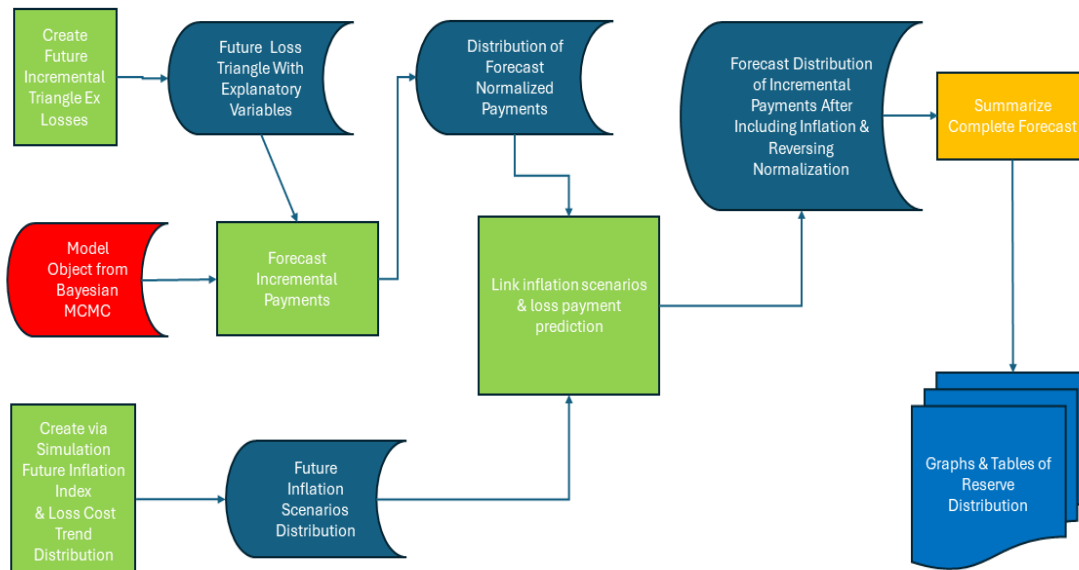 Create
Future
Incremental
Triangle Ex
Losses
Future Loss
Triangle With
Explanatory
Variables
Distribution of
Forecast
Normalized
Payments
Forecast Distribution
of Incremental
Payments After
Including Inflation &
Reversing
Normalization
Summarize
Complete Forecast
Model
Object from
Bayesian
MCMC
Forecast
Incremental
Payments
Link inflation scenarios
& loss payment
prediction
Create via
Simulation
Future Inflation
Index
& Loss Cost
Trend
Distribution
Future
Inflation
Scenarios
Distribution
Graphs & Tables of
Reserve
Distribution